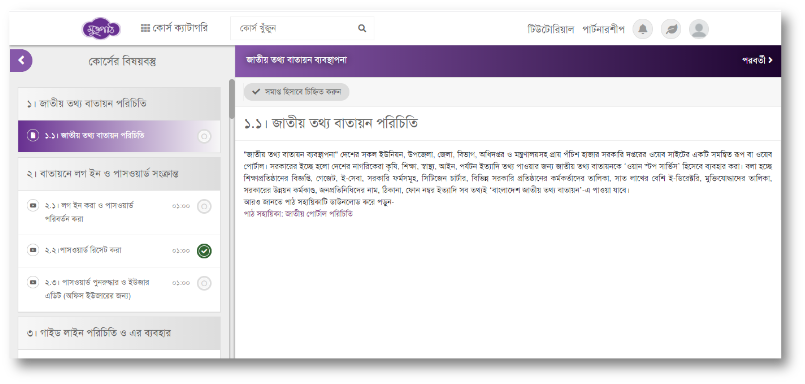 মুক্তপাঠ
কোর্স ক্যাটাগরি
কোর্স খুঁজুন
টিউটোরিয়াল পার্টনারশীপ
কোর্সের বিষয়বস্তু
জাতীয় তথ্য বাতায়ন ব্যবস্থাপনা
পরবর্তী
১। জাতীয় তথ্য বাতায়ন পরিচিতি
১.১। জাতীয় তথ্য বাতায়ন পরিচিতি
২। বাতায়নে লগ ইন ও পাসওয়ার্ড সংক্রান্ত
২.১। লগ ইন করা ও পাসওয়ার্ড
পরিবর্তন করা
০১:০০
২.২।পাসওয়ার্ড রিসেট করা
০১:০০
২.৩। পাসওয়ার্ড পুনরুদ্ধার ও ইউজার
এডিট (অফিস ইউজারের জন্য)
০১:০০
৩। গাইড লাইন পরিচিতি ও এর ব্যবহার
সমাপ্ত হিসাবে চিহ্নিত করুন
১.১। জাতীয় তথ্য বাতায়ন পরিচিতি
"জাতীয় তথ্য বাতায়ন ব্যবস্থাপনা" দেশের সকল ইউনিয়ন, উপজেলা, জেলা, বিভাগ, অধিদপ্তর ও মন্ত্রণালয়সহ প্রায় পঁচিশ হাজার সরকারি দপ্তরের ওয়েব সাইটের একটি সমন্বিত রূপ বা ওয়েব
পোর্টাল। সরকারের ইচ্ছে হলো দেশের নাগরিকেরা কৃষি, শিক্ষা, স্বাস্থ্য, আইন, পর্যটন ইত্যাদি তথ্য পাওয়ার জন্য জাতীয় তথ্য বাতায়নকে 'ওয়ান স্টপ সার্ভিস' হিসেবে ব্যবহার করা। বলা হচ্ছে
শিক্ষাপ্রতিষ্ঠানের বিজ্ঞপ্তি, গেজেট, ই-সেবা, সরকারি ফর্মসমূহ, সিটিজেন চার্টার, বিভিন্ন সরকারি প্রতিষ্ঠানের কর্মকর্তাদের তালিকা, সাত লাখের বেশি ই-ডিরেক্টরি, মুক্তিযোদ্ধাদের তালিকা,
সরকারের উন্নয়ন কর্মকাণ্ড, জনপ্রতিনিধিদের নাম, ঠিকানা, ফোন নম্বর ইত্যাদি সব তথ্যই 'বাংলাদেশ জাতীয় তথ্য বাতায়ন'-এ পাওয়া যাবে।
আরও জানতে পাঠ সহায়িকাটি ডাউনলোড করে পড়ুন-
পাঠ সহায়িকা: জাতীয় পোর্টাল পরিচিতি